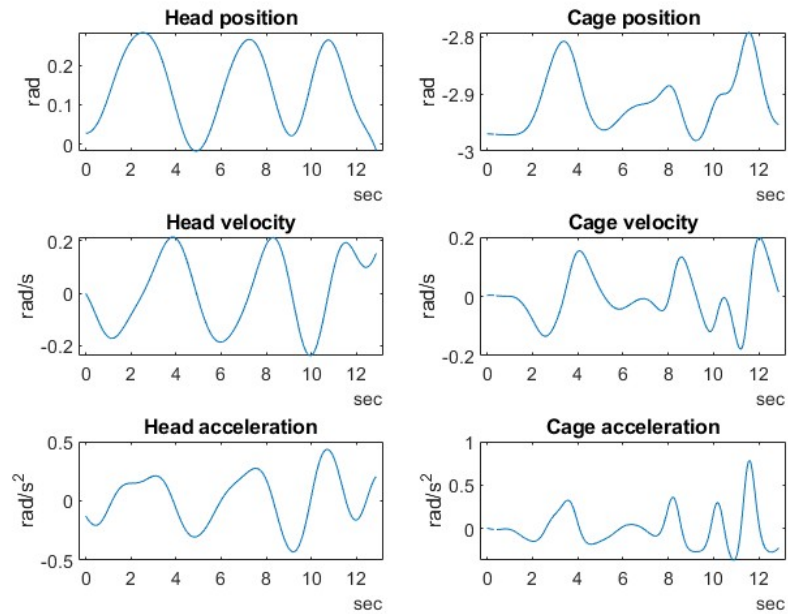 Head position
rad
0.2
0.1
0
0 2 4 6 8 10 12
sec
Cage position
rad
-2.8
-2.9
-3
0 2 4 6 8 10 12
sec
Head velocity
rad/s
0.2
0
-0.2
0 2 4 6 8 10 12
sec
Cage velocity
rad/s
0.2
0
-0.2
0 2 4 6 8 10 12
sec
Head acceleration
rad/s²
0.5
0
-0.5
0 2 4 6 8 10 12
sec
Cage acceleration
rad/s²
1
0.5
0
0 2 4 6 8 10 12
sec